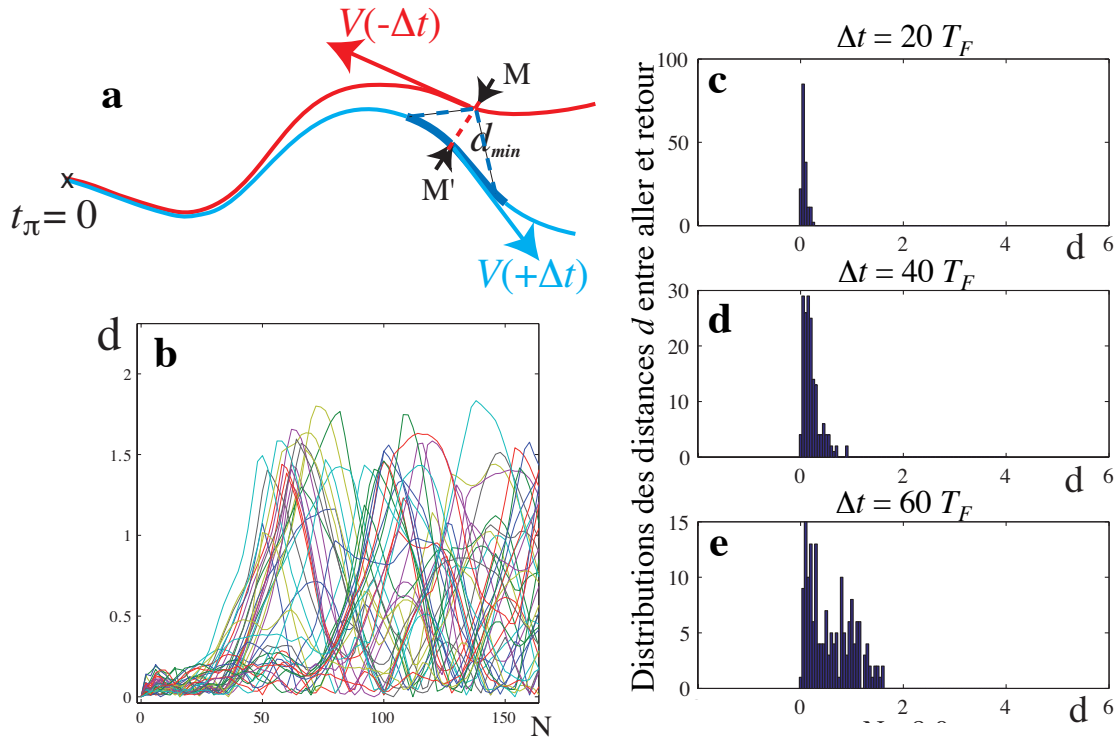 V(-Δt)
a
M
d_min
M'
x
t_π = 0
V(+Δt)
b
d
2
1.5
1
0.5
0
0
50
100
150
N
Distributions des distances d entre aller et retour
Δt = 20 T_F
c
100
50
0
0
2
4
6
d
Δt = 40 T_F
d
30
20
10
0
0
2
4
6
d
Δt = 60 T_F
e
15
10
5
0
0
2
4
6
d